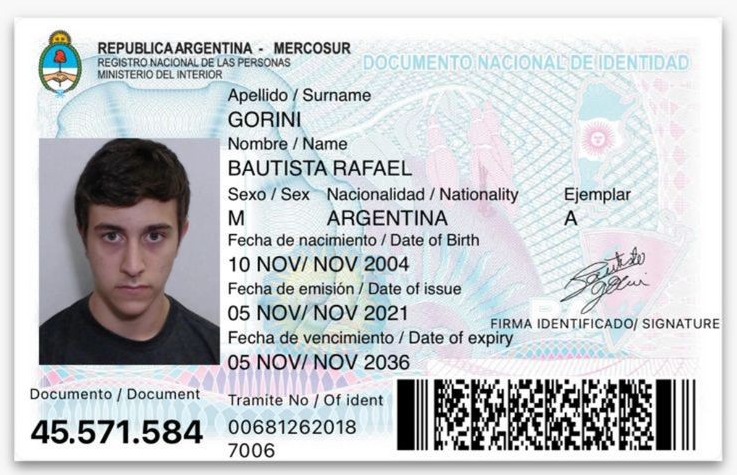 REPUBLICA ARGENTINA - MERCOSUR
REGISTRO NACIONAL DE LAS PERSONAS
MINISTERIO DEL INTERIOR
DOCUMENTO NACIONAL DE IDENTIDAD
Apellido / Surname
GORINI
Nombre / Name
BAUTISTA RAFAEL
Sexo / Sex Nacionalidad / Nationality Ejemplar
M ARGENTINA A
Fecha de nacimiento / Date of Birth
10 NOV/ NOV 2004
Fecha de emisión / Date of issue
05 NOV/ NOV 2021
Bautista
Gorini
FIRMA IDENTIFICADO/ SIGNATURE
Fecha de vencimiento / Date of expiry
05 NOV/ NOV 2036
Documento / Document
45.571.584
Tramite No / Of ident
00681262018
7006